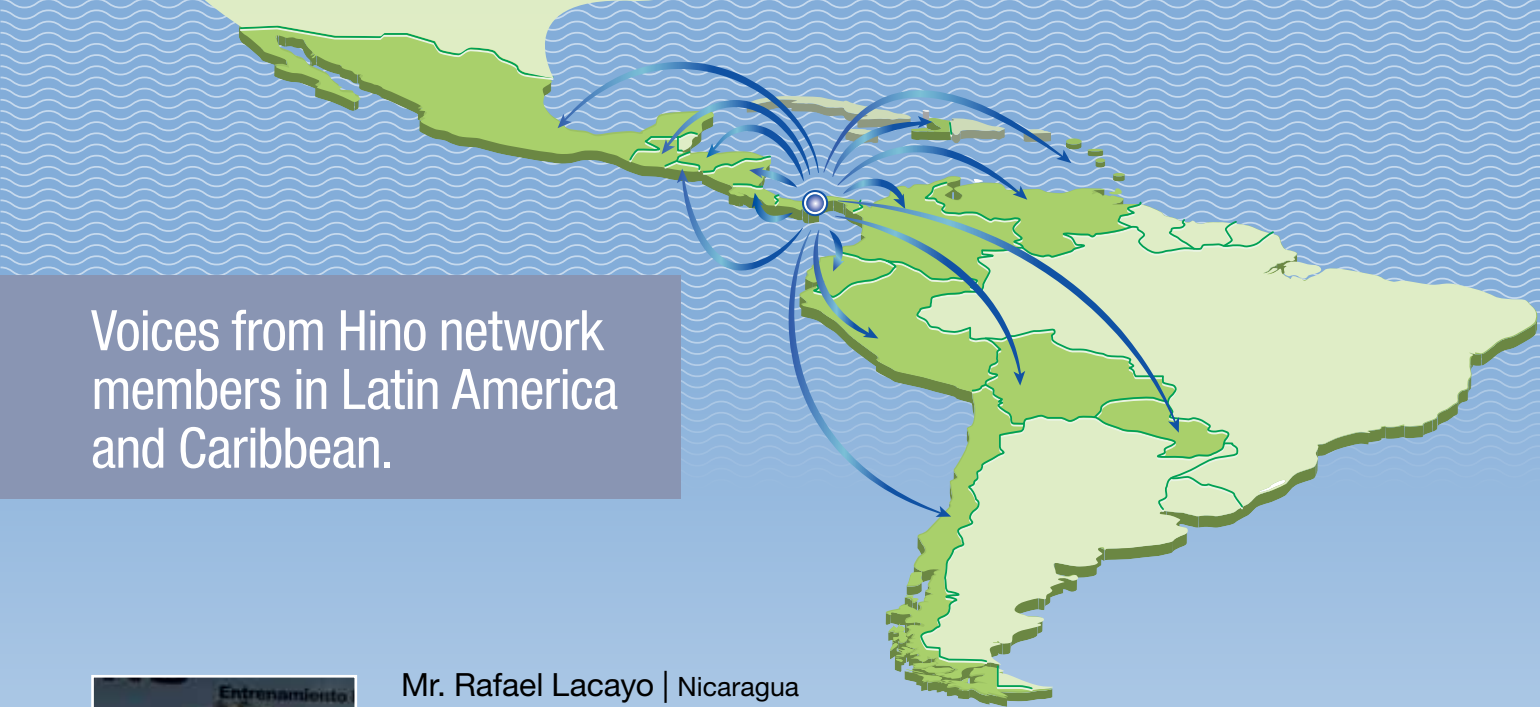 Voices from Hino network
members in Latin America
and Caribbean.
Mr. Rafael Lacayo | Nicaragua
Entrenamiento